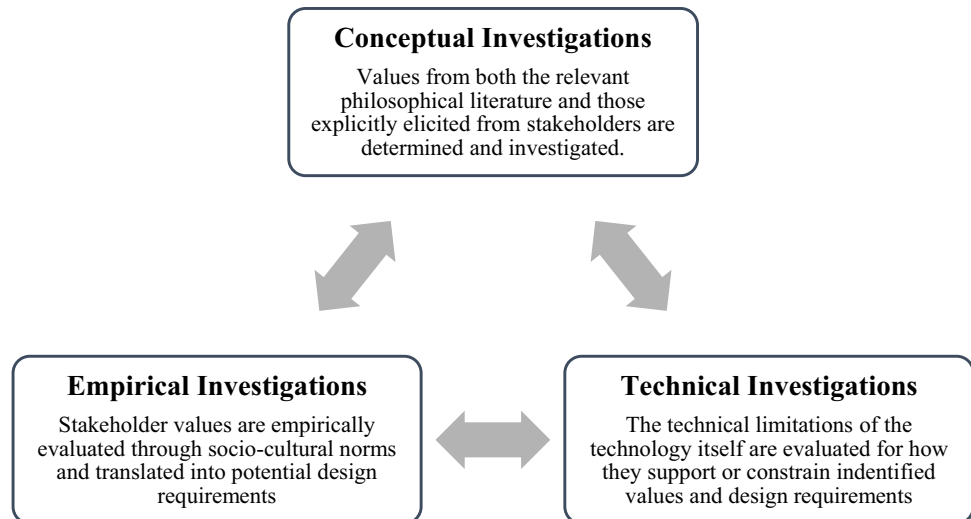 Conceptual Investigations
Values from both the relevant
philosophical literature and those
explicitly elicited from stakeholders are
determined and investigated.
Empirical Investigations
Stakeholder values are empirically
evaluated through socio-cultural norms
and translated into potential design
requirements
Technical Investigations
The technical limitations of the
technology itself are evaluated for how
they support or constrain indentified
values and design requirements